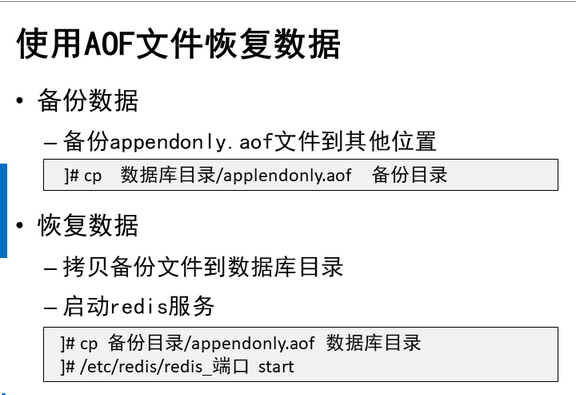 使用AOF文件恢复数据
• 备份数据
– 备份appendonly.aof文件到其他位置
]# cp 数据库目录/applendonly.aof 备份目录
• 恢复数据
– 拷贝备份文件到数据库目录
– 启动redis服务
]# cp 备份目录/appendonly.aof 数据库目录
]# /etc/redis/redis_端口 start